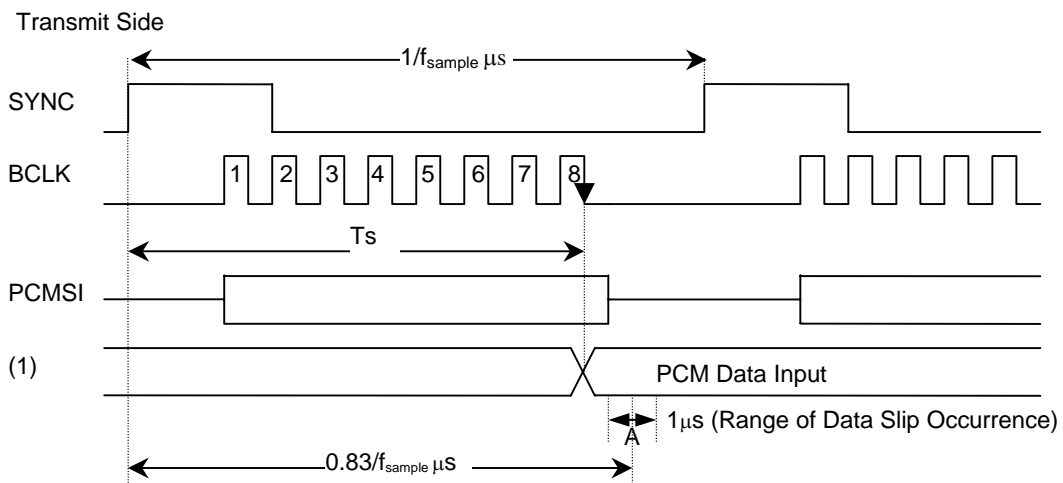 Transmit Side
1/fsample μs
SYNC
BCLK
1 2 3 4 5 6 7 8
Ts
PCMSI
(1)
PCM Data Input
1μs (Range of Data Slip Occurrence)
A
0.83/fsample μs